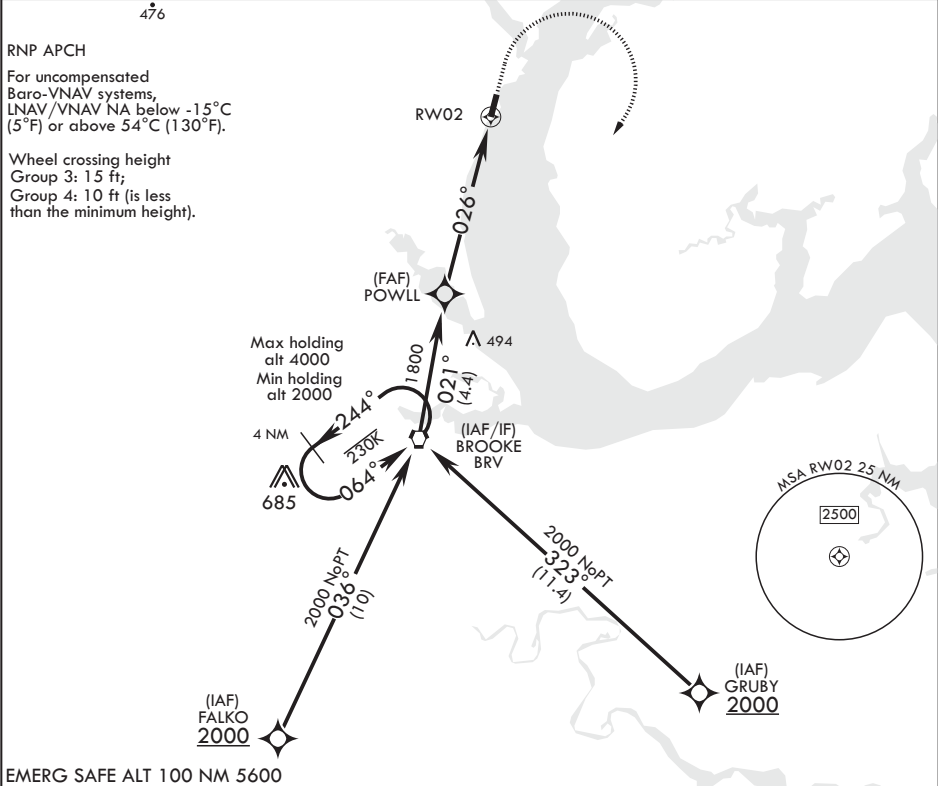 476
RNP APCH
For uncompensated
Baro-VNAV systems,
LNAV/VNAV NA below -15°C
(5°F) or above 54°C (130°F).
Wheel crossing height
Group 3: 15 ft;
Group 4: 10 ft (is less
than the minimum height).
RW02
026°
(FAF)
POWLL
494
Max holding
alt 4000
Min holding
alt 2000
1800
021°
(4.4)
4 NM
244°
230K
064°
685
(IAF/IF)
BROOKE
BRV
MSA RW02 25 NM
2500
2000 NoPT
036°
(10)
2000 NoPT
323°
(11.4)
(IAF)
FALKO
2000
(IAF)
GRUBY
2000
EMERG SAFE ALT 100 NM 5600